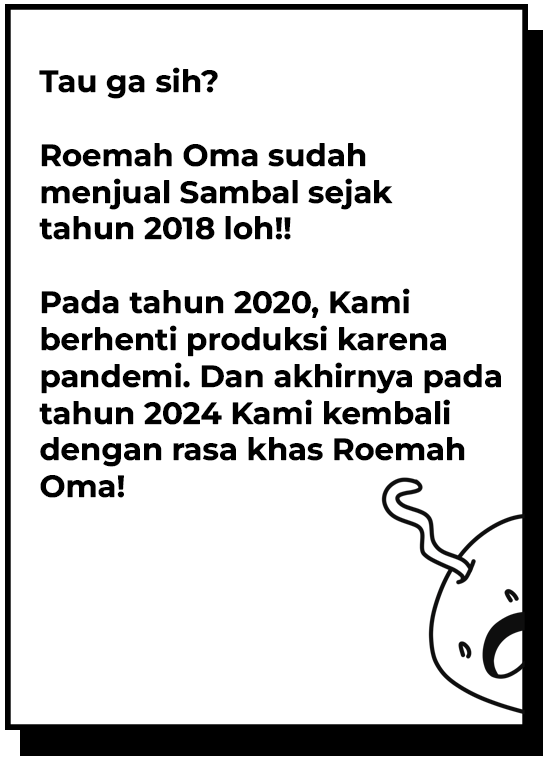 Tau ga sih?
Roemah Oma sudah
menjual Sambal sejak
tahun 2018 loh!!
Pada tahun 2020, Kami
berhenti produksi karena
pandemi. Dan akhirnya pada
tahun 2024 Kami kembali
dengan rasa khas Roemah
Oma!